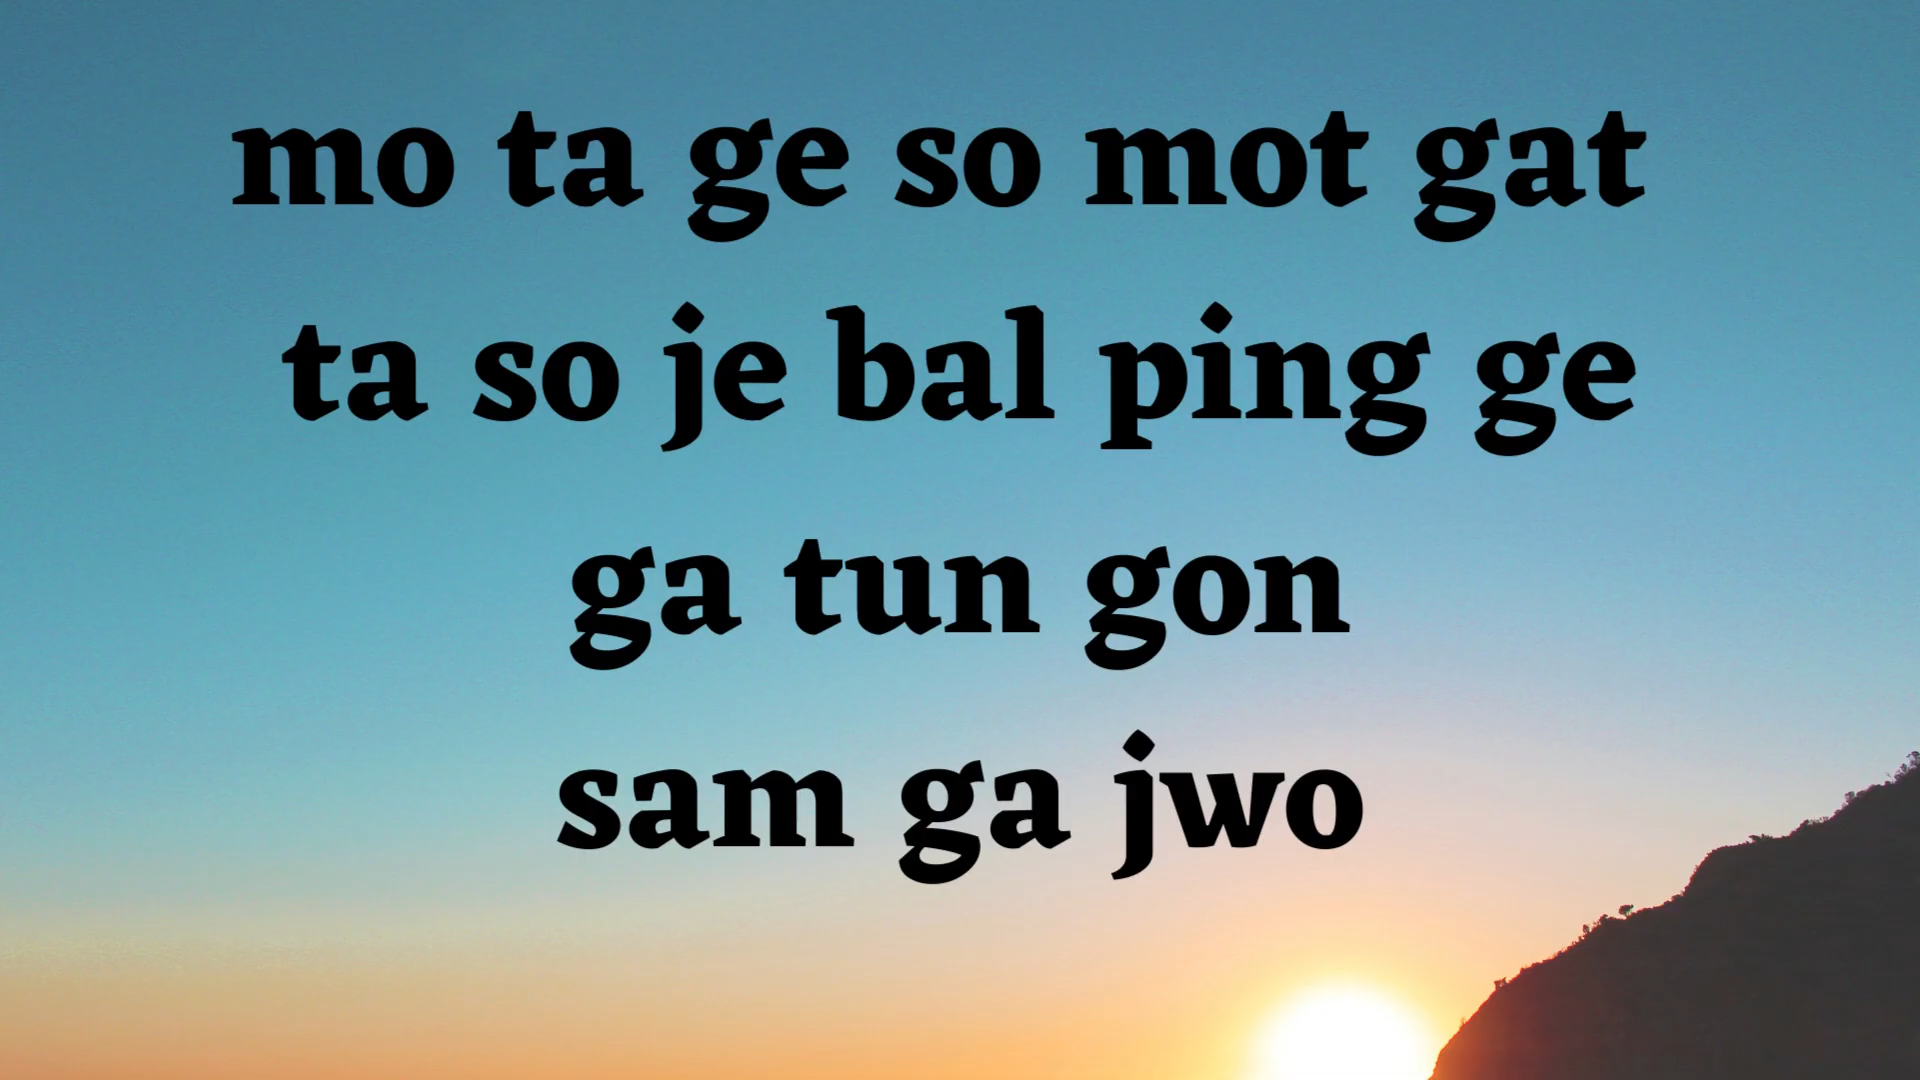 mo ta ge so mot gat
ta so je bal ping ge
ga tun gon
sam ga jwo